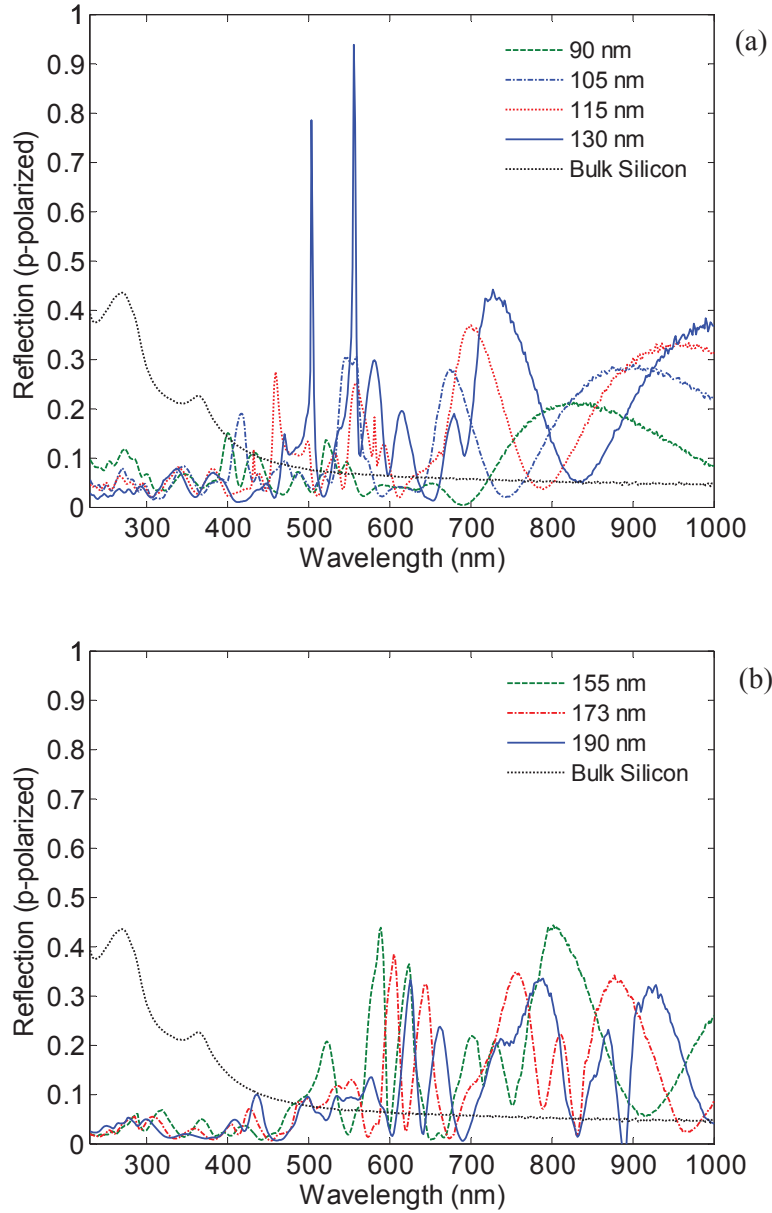 (a)
1
0.9
0.8
0.7
0.6
0.5
0.4
0.3
0.2
0.1
0
Reflection (p-polarized)
90 nm
105 nm
115 nm
130 nm
Bulk Silicon
300 400 500 600 700 800 900 1000
Wavelength (nm)
(b)
1
0.9
0.8
0.7
0.6
0.5
0.4
0.3
0.2
0.1
0
Reflection (p-polarized)
155 nm
173 nm
190 nm
Bulk Silicon
300 400 500 600 700 800 900 1000
Wavelength (nm)